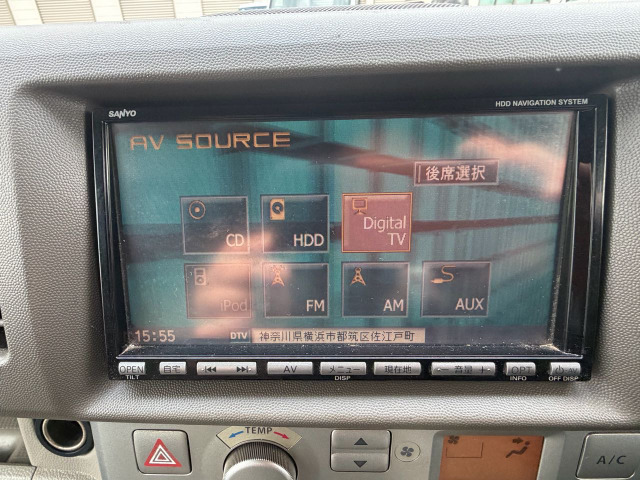 SANYO
HDD NAVIGATION SYSTEM
AV SOURCE
後席選択
CD
HDD
Digital TV
iPod
FM
AM
AUX
15:55
DTV
神奈川県横浜市都筑区佐江戸町
OPEN
自宅
AV
メニュー
現在地
音量
OPT
TILT
DISP
INFO
OFF DISP
TEMP
A/C